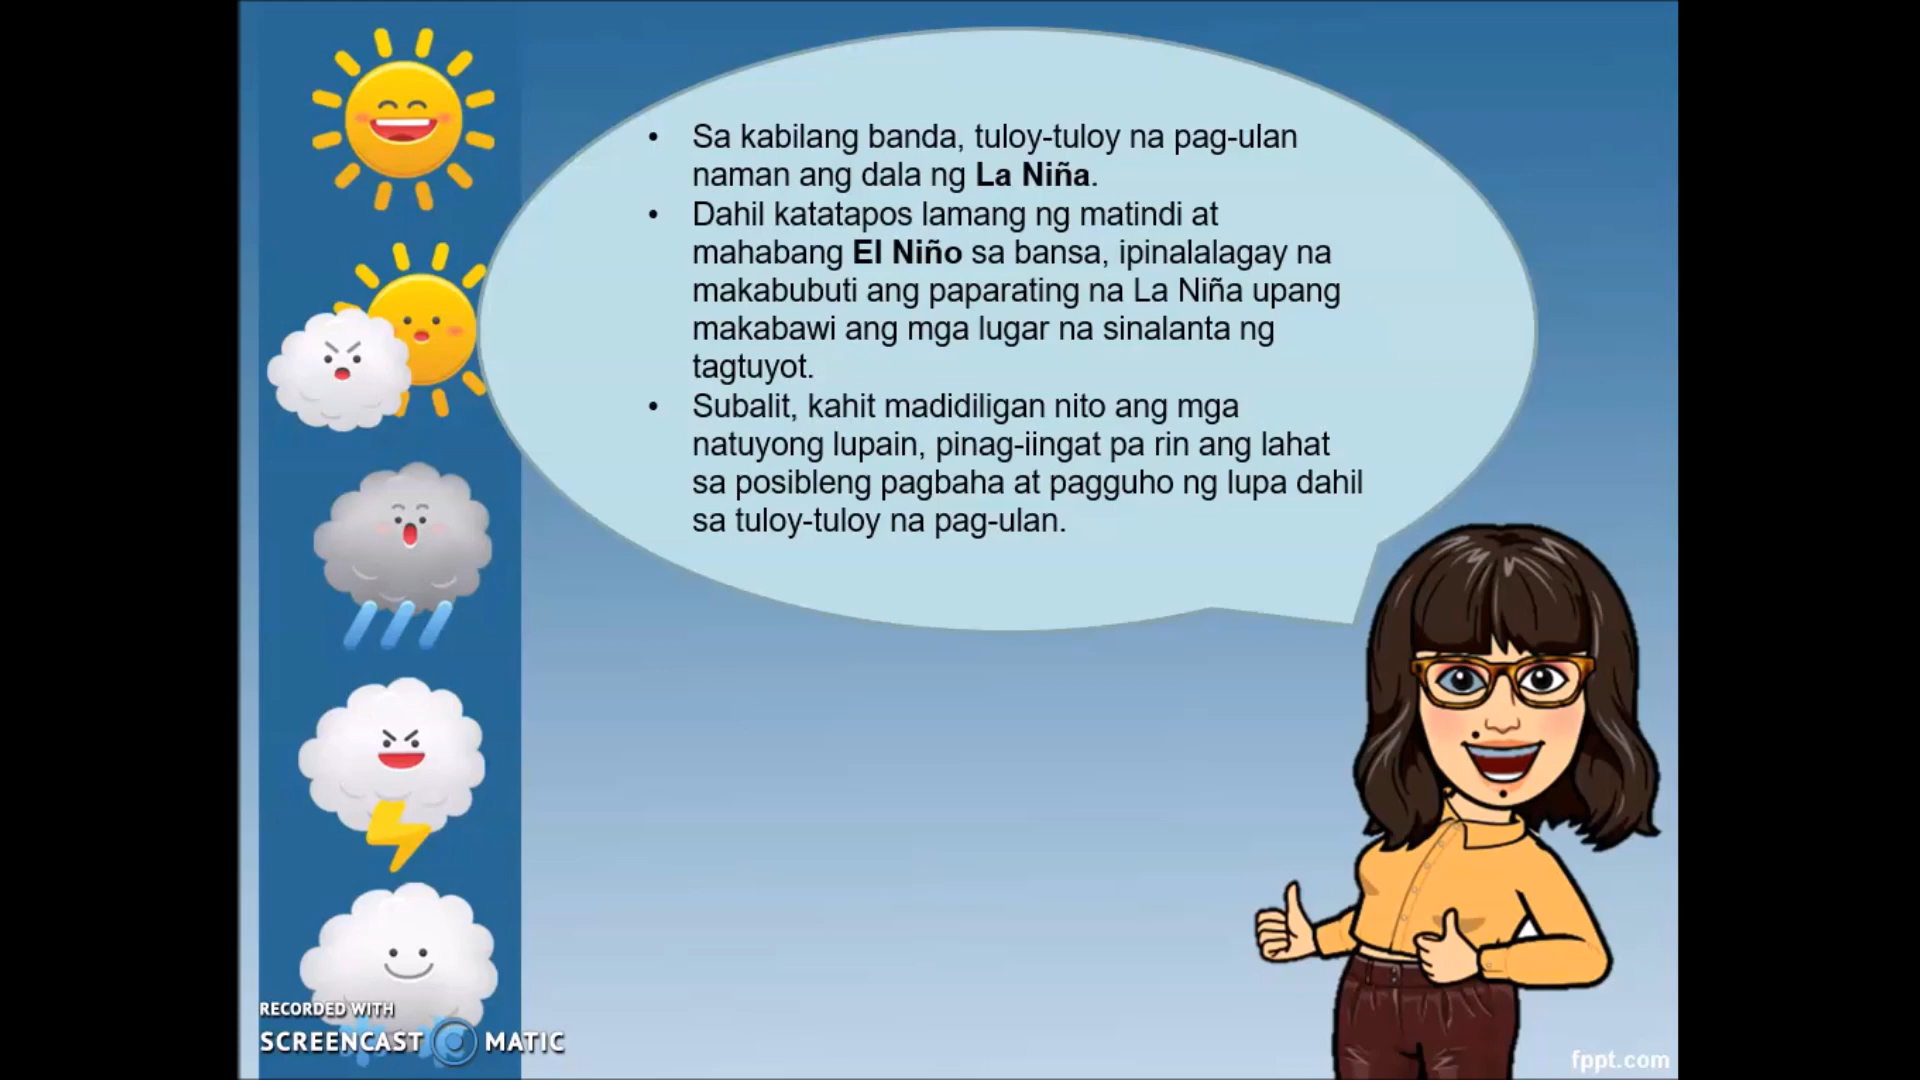 • Sa kabilang banda, tuloy-tuloy na pag-ulan
naman ang dala ng La Niña.
• Dahil katatapos lamang ng matindi at
mahabang El Niño sa bansa, ipinalalagay na
makabubuti ang paparating na La Niña upang
makabawi ang mga lugar na sinalanta ng
tagtuyot.
• Subalit, kahit madidiligan nito ang mga
natuyong lupain, pinag-iingat pa rin ang lahat
sa posibleng pagbaha at pagguho ng lupa dahil
sa tuloy-tuloy na pag-ulan.
RECORDED WITH
SCREENCAST MATIC
fppt.com